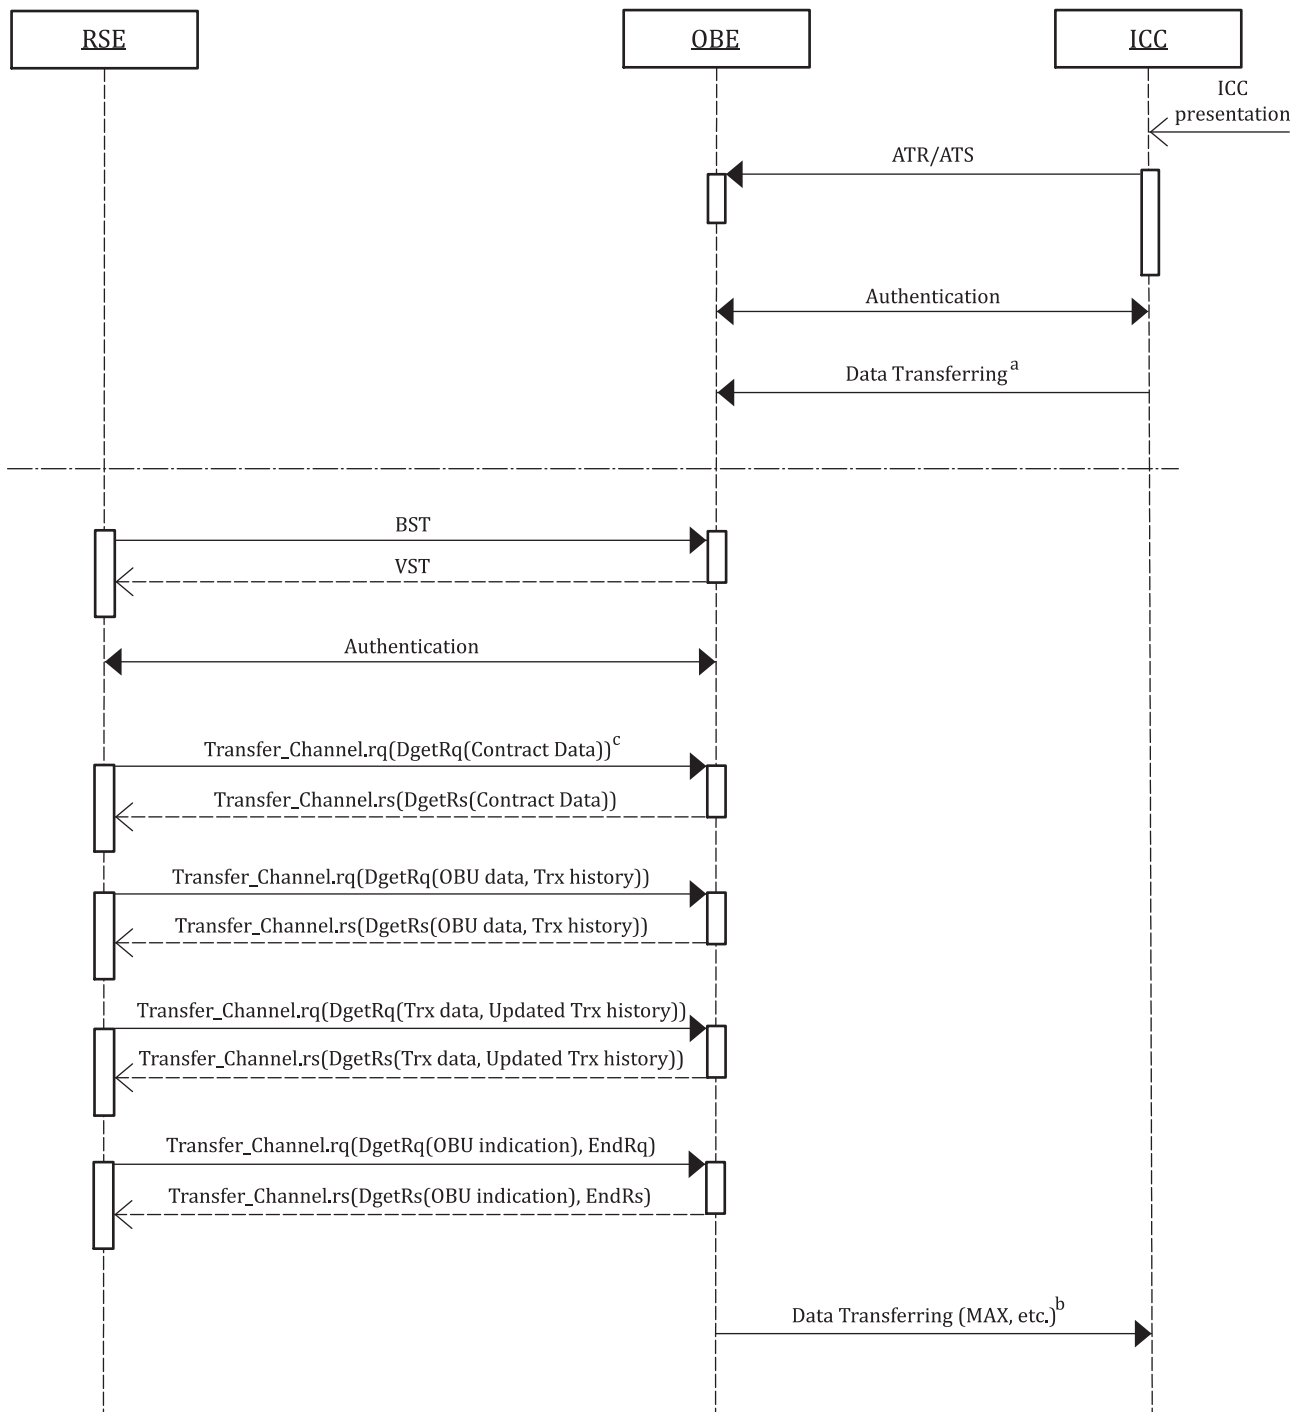 RSE
OBE
ICC
ICC
presentation
ATR/ATS
Authentication
Data Transferring a
BST
VST
Authentication
Transfer_Channel.rq(DgetRq(Contract Data)) c
Transfer_Channel.rs(DgetRs(Contract Data))
Transfer_Channel.rq(DgetRq(OBU data, Trx history))
Transfer_Channel.rs(DgetRs(OBU data, Trx history))
Transfer_Channel.rq(DgetRq(Trx data, Updated Trx history))
Transfer_Channel.rs(DgetRs(Trx data, Updated Trx history))
Transfer_Channel.rq(DgetRq(OBU indication), EndRq)
Transfer_Channel.rs(DgetRs(OBU indication), EndRs)
Data Transferring (MAX, etc.) b